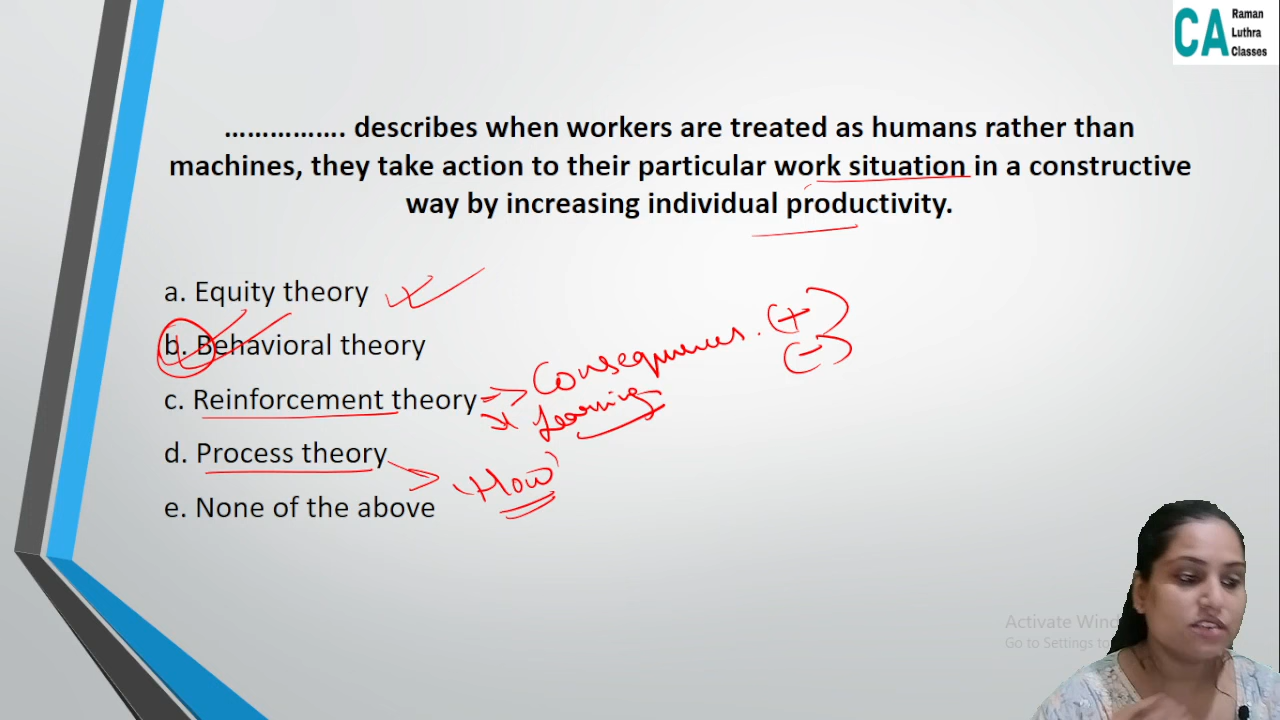 CA
Raman
Luthra
Classes
................ describes when workers are treated as humans rather than
machines, they take action to their particular work situation in a constructive
way by increasing individual productivity.
a. Equity theory
b. Behavioral theory
c. Reinforcement theory => Consequences. (+)
(-)
Learning
d. Process theory
'How'
e. None of the above
Activate Wind
Go to Settings to